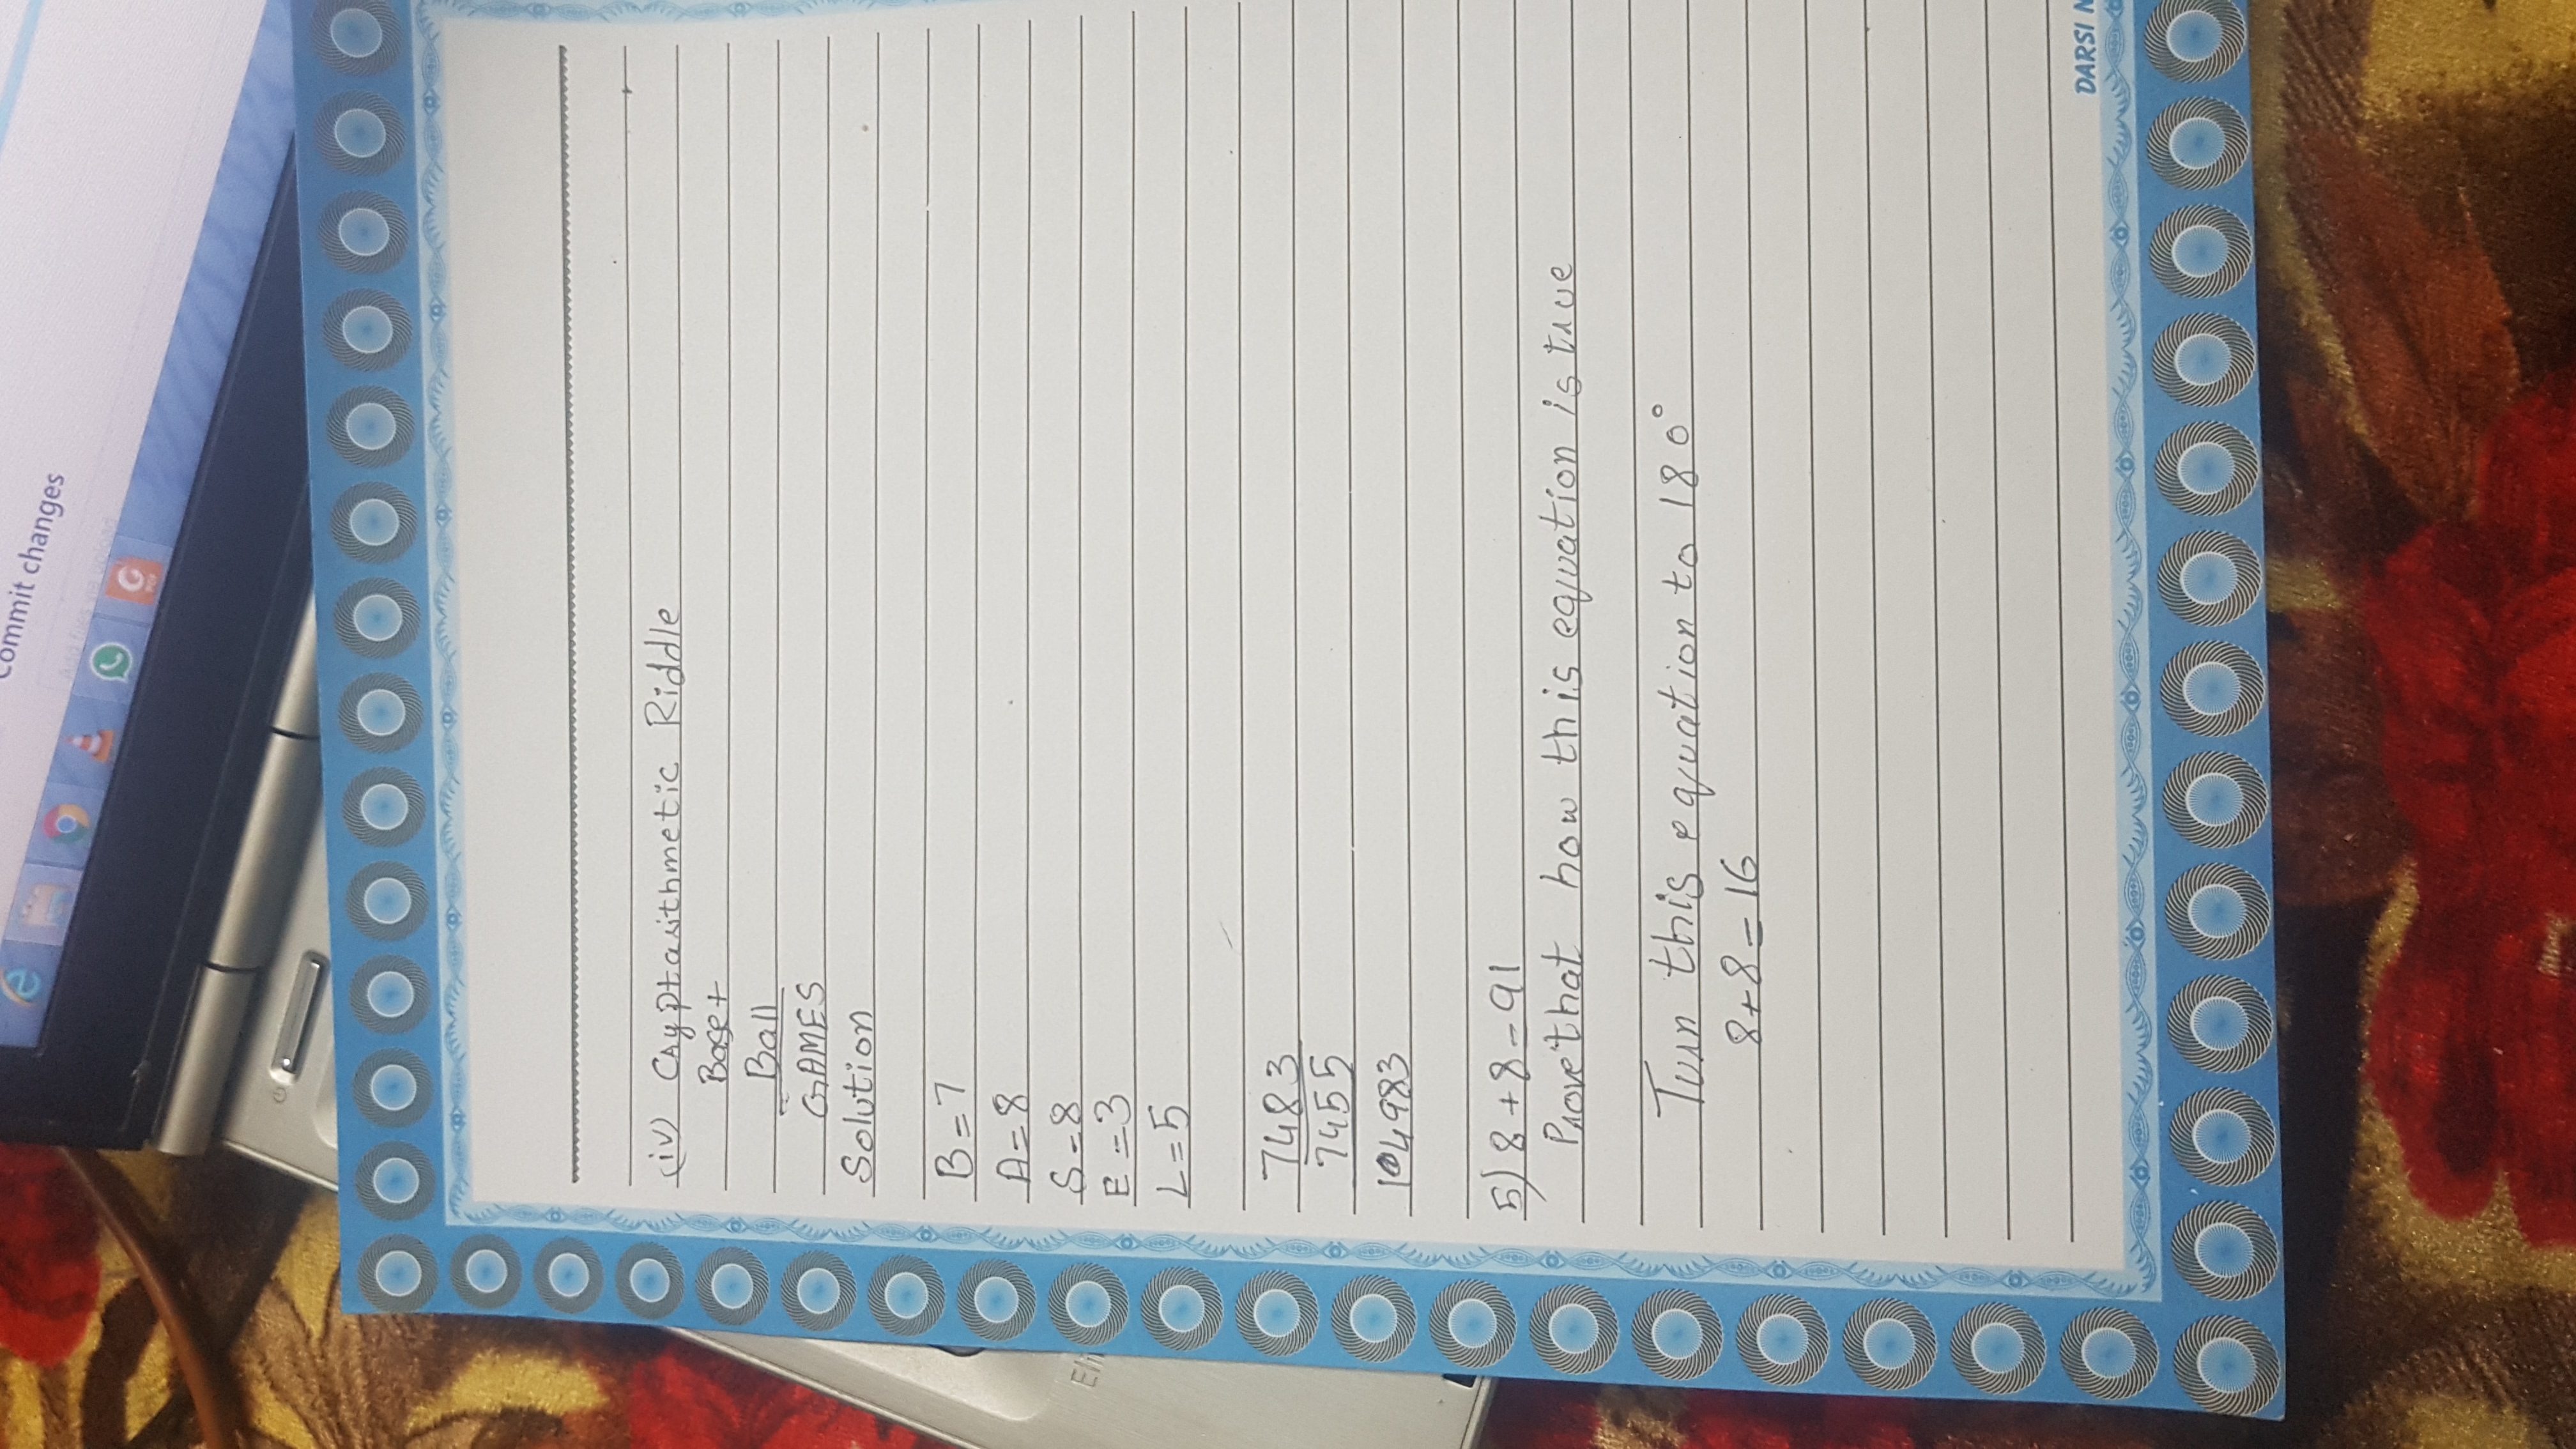 Commit changes
(iv) Cryptarithmetic Riddle
Base+
Ball
GAMES
Solution
B=7
A=8
S=8
E=3
L=5
7483
7455
104983
5) 8+8=91
Prove that how this equation is true
Turn this equation to 180°
8+8=16
DARSI